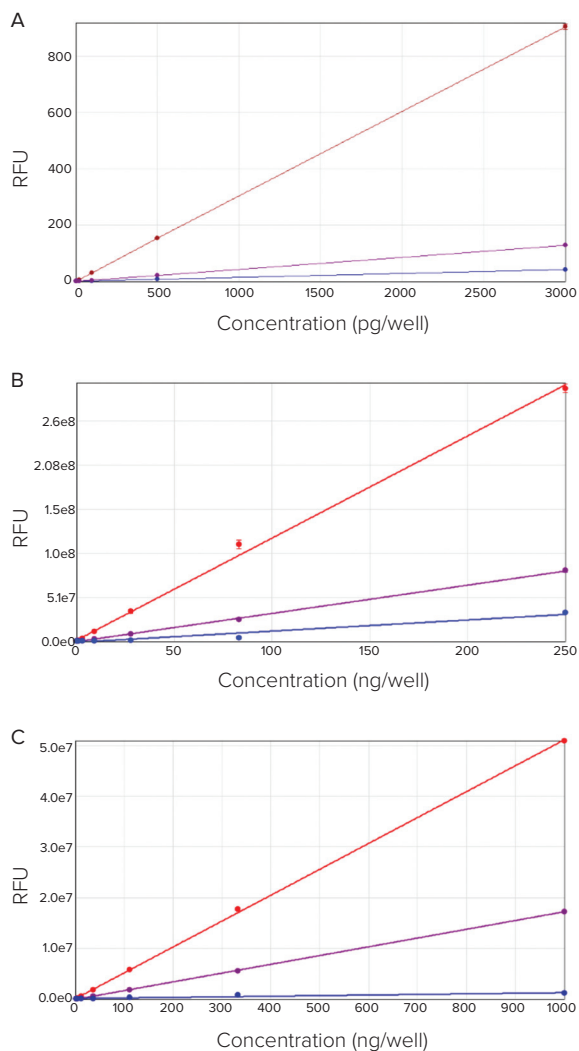 A
800
600
400
200
0
RFU
0 500 1000 1500 2000 2500 3000
Concentration (pg/well)
B
2.6e8
2.08e8
1.5e8
1.0e8
5.1e7
0.0e0
RFU
0 50 100 150 200 250
Concentration (ng/well)
C
5.0e7
4.0e7
3.0e7
2.0e7
1.0e7
0.0e0
RFU
0 100 200 300 400 500 600 700 800 900 1000
Concentration (ng/well)